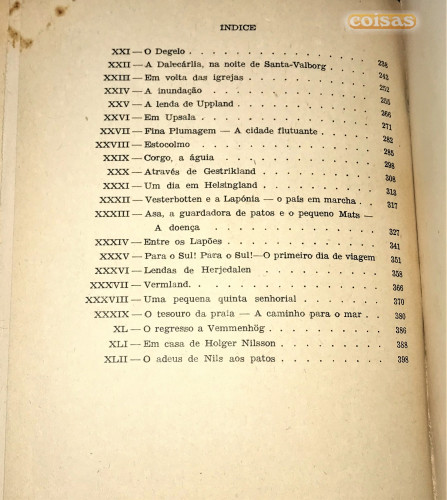 coisas
INDICE
XXI — O Degelo . . . . . . . . . . . 236
XXII — A Dalecárlia, na noite de Santa-Valborg . . . 243
XXIII — Em volta das igrejas . . . . . . . . 252
XXIV — A inundação . . . . . . . . . . 255
XXV — A lenda de Uppland . . . . . . . . 266
XXVI — Em Upsala . . . . . . . . . . 271
XXVII — Fina Plumagem — A cidade flutuante . . . . 282
XXVIII — Estocolmo . . . . . . . . . . 285
XXIX — Corgo, a águia . . . . . . . . . 298
XXX — Através de Gestrikland . . . . . . . 308
XXXI — Um dia em Helsingland . . . . . . . 313
XXXII — Vesterbotten e a Lapónia — o país em marcha . . 317
XXXIII — Asa, a guardadora de patos e o pequeno Mats —
A doença . . . . . . . . . . 327
XXXIV — Entre os Lapões . . . . . . . . . 341
XXXV — Para o Sul! Para o Sul! — O primeiro dia de viagem 351
XXXVI — Lendas de Herjedalen . . . . . . . 358
XXXVII — Vermland. . . . . . . . . . . 366
XXXVIII — Uma pequena quinta senhorial . . . . . 370
XXXIX — O tesouro da praia — A caminho para o mar . . 380
XL — O regresso a Vemmenhög . . . . . . 386
XLI — Em casa de Holger Nilsson . . . . . . 388
XLII — O adeus de Nils aos patos . . . . . . 398